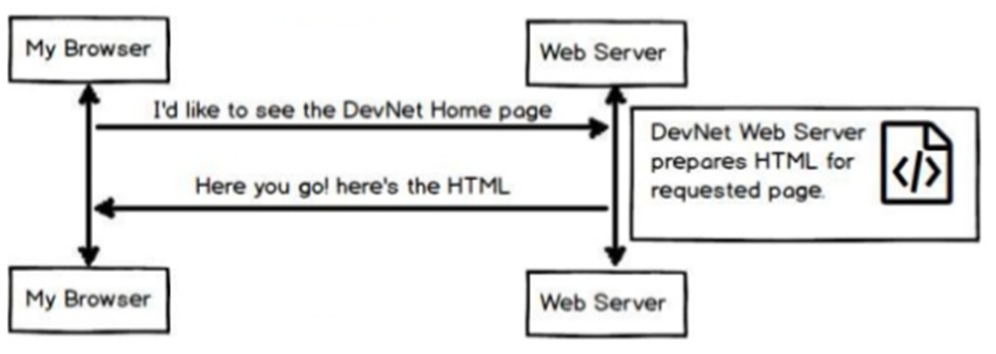 My Browser
Web Server
I'd like to see the DevNet Home page
DevNet Web Server
prepares HTML for
requested page.
</>
Here you go! here's the HTML
My Browser
Web Server